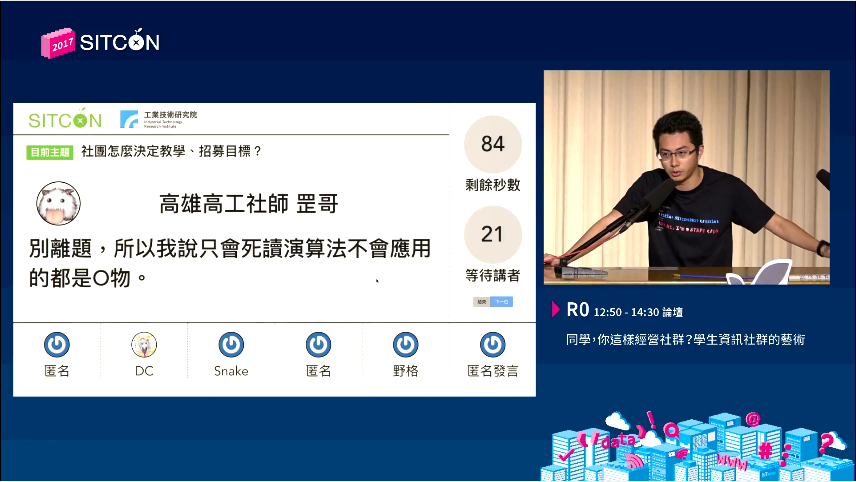 2017 SITCON
SITCON 工業技術研究院
Industrial Technology
Research Institute
目前主題 社團怎麼決定教學、招募目標？
高雄高工社師 罡哥
別離題，所以我說只會死讀演算法不會應用
的都是O物。
84
剩餘秒數
21
等待講者
結束 下一位
匿名 DC Snake 匿名 野格 匿名發言
R0 12:50 - 14:30 論壇
同學，你這樣經營社群？學生資訊社群的藝術
data
www